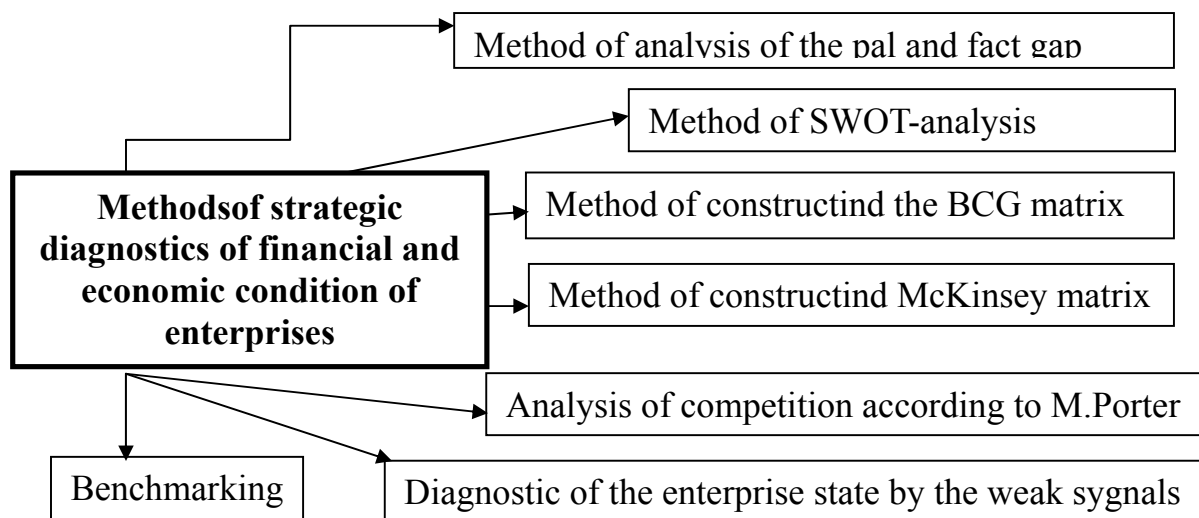 Method of analysis of the pal and fact gap
Method of SWOT-analysis
Methodsof strategic
diagnostics of financial and
economic condition of
enterprises
Method of constructind the BCG matrix
Method of constructind McKinsey matrix
Analysis of competition according to M.Porter
Benchmarking
Diagnostic of the enterprise state by the weak sygnals